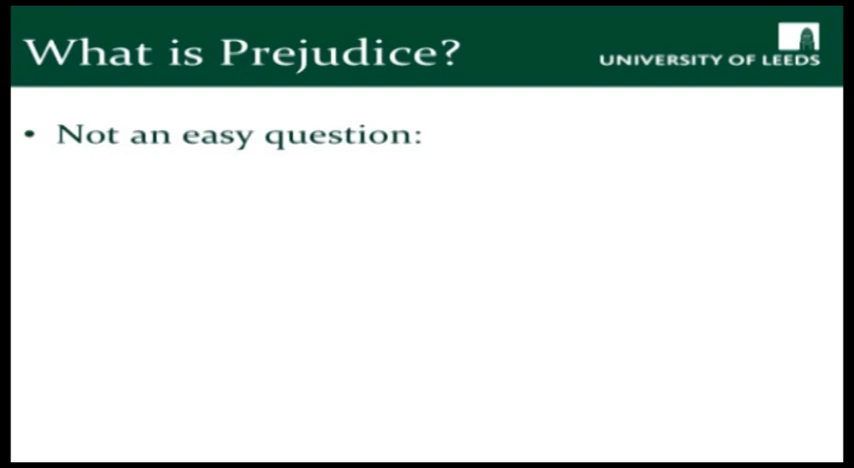 What is Prejudice?
UNIVERSITY OF LEEDS
• Not an easy question: